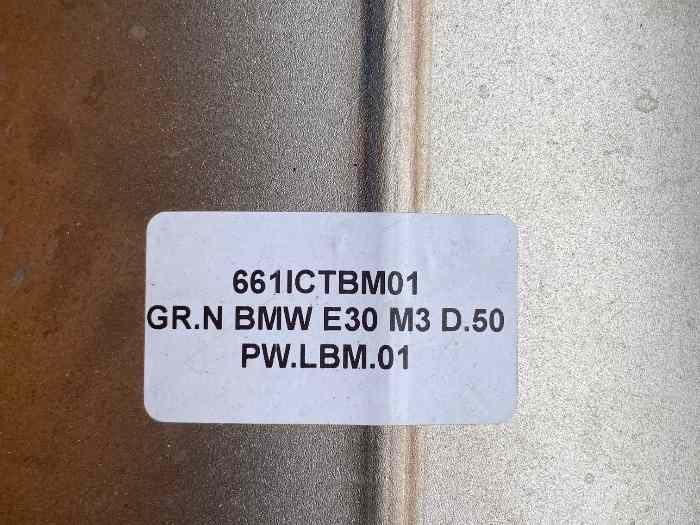 661ICTBM01
GR.N BMW E30 M3 D.50
PW.LBM.01